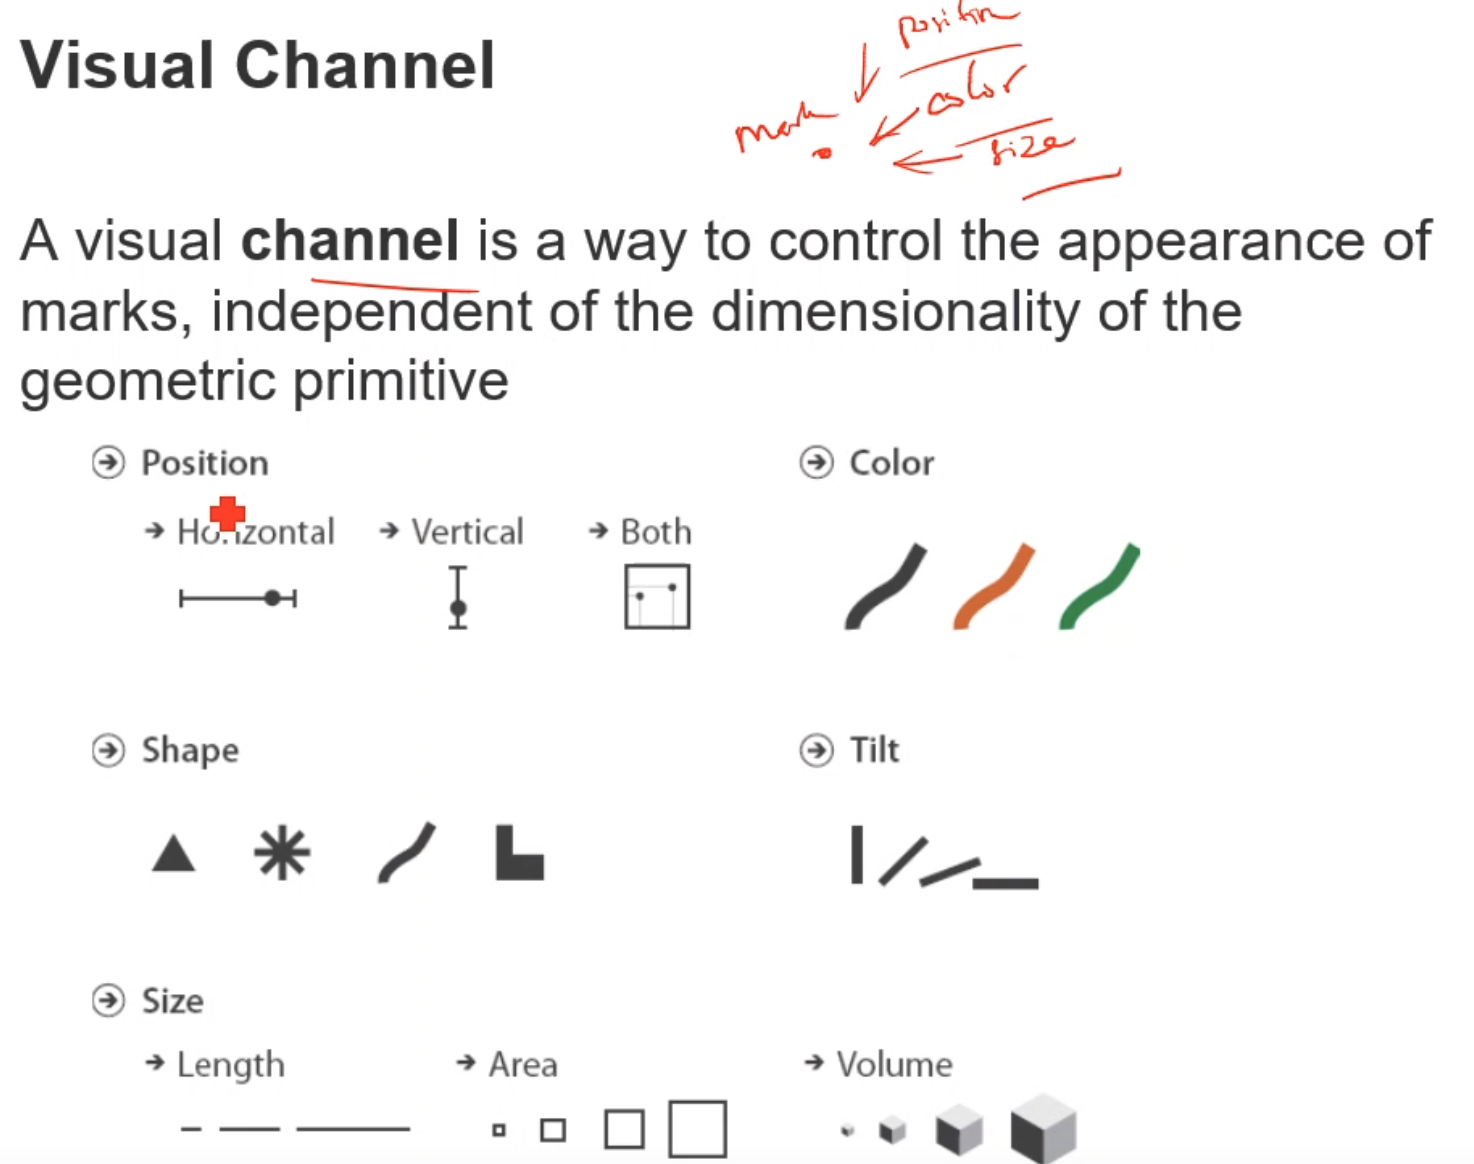 Visual Channel
position
color
mark
size
A visual channel is a way to control the appearance of
marks, independent of the dimensionality of the
geometric primitive
Position
Color
Horizontal
Vertical
Both
Shape
Tilt
Size
Length
Area
Volume